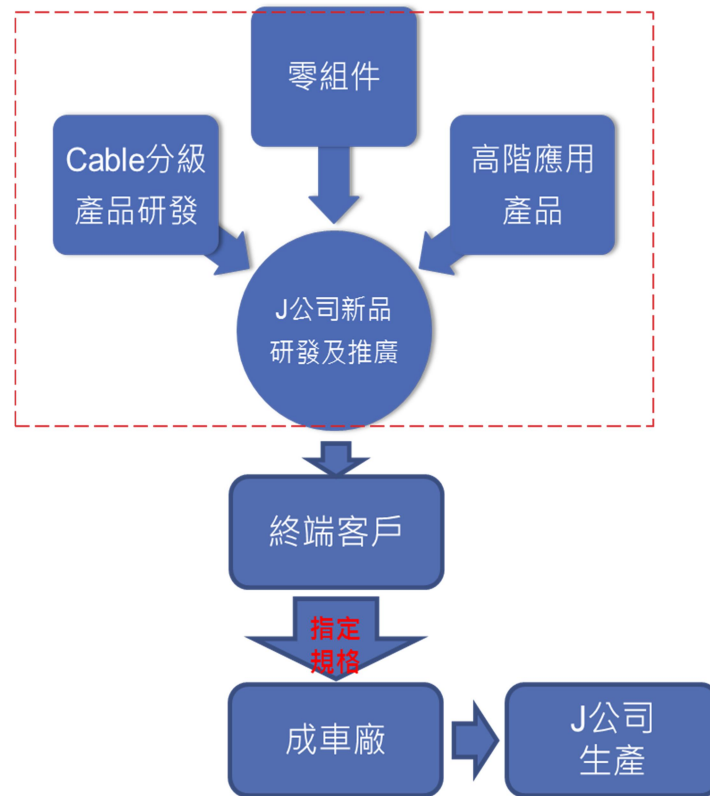 零組件
Cable分級
產品研發
高階應用
產品
J公司新品
研發及推廣
終端客戶
指定
規格
成車廠
J公司
生產